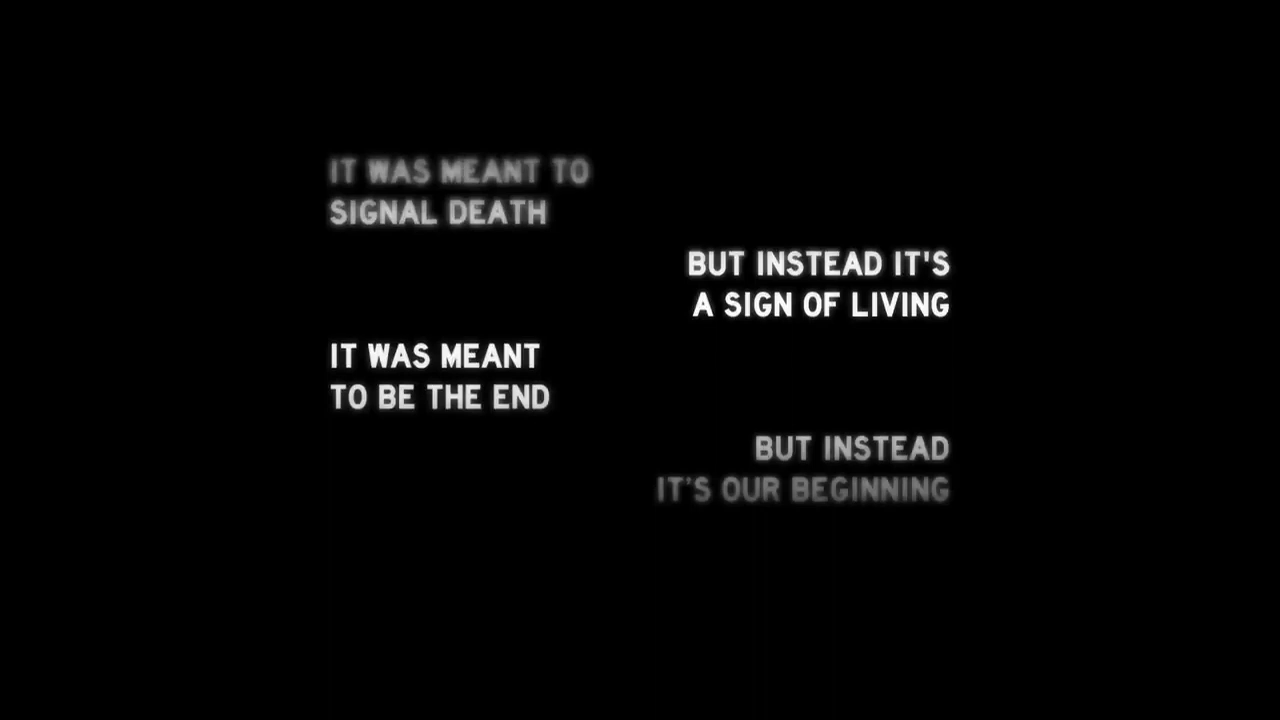 IT WAS MEANT TO
SIGNAL DEATH
BUT INSTEAD IT'S
A SIGN OF LIVING
IT WAS MEANT
TO BE THE END
BUT INSTEAD
IT’S OUR BEGINNING